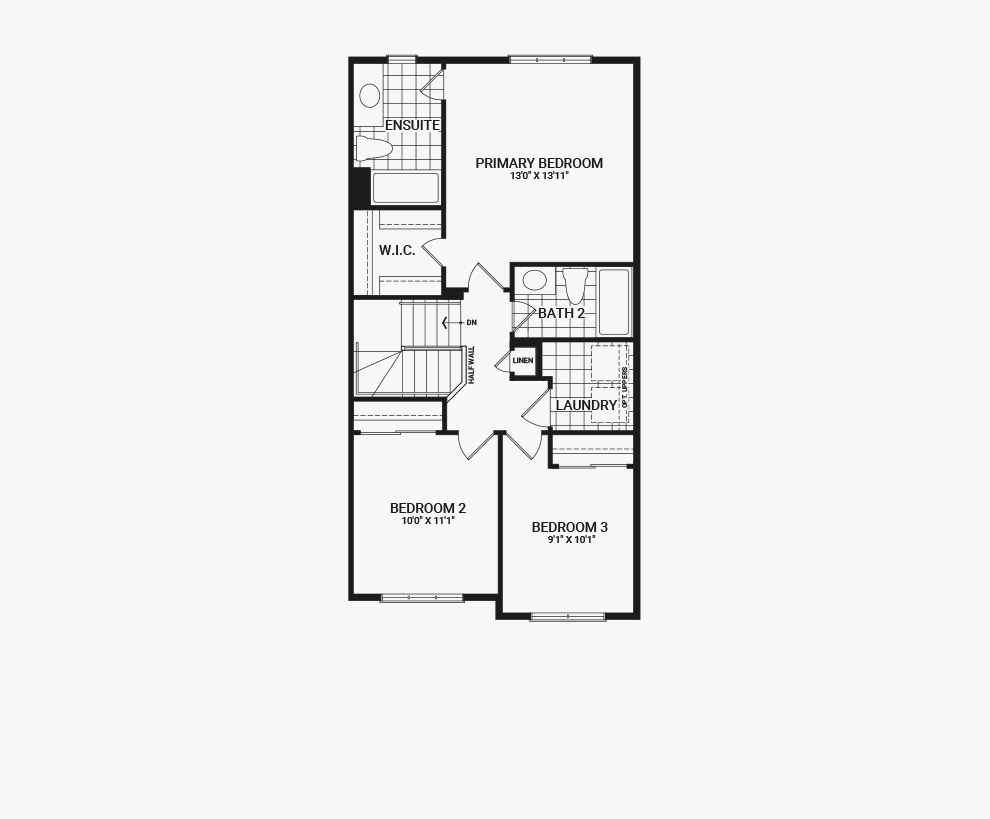 ENSUITE
PRIMARY BEDROOM
13'0" X 13'11"
W.I.C.
BATH 2
DN
HALF WALL
LINEN
OPT. UPPERS
LAUNDRY
BEDROOM 2
10'0" X 11'1"
BEDROOM 3
9'1" X 10'1"